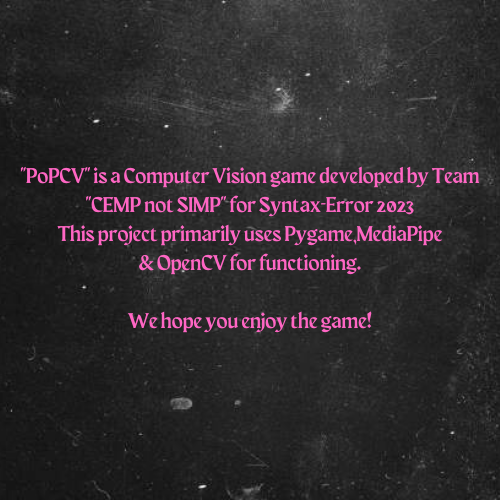 "PoPCV" is a Computer Vision game developed by Team
"CEMP not SIMP" for Syntax-Error 2023
This project primarily uses Pygame,MediaPipe
& OpenCV for functioning.
We hope you enjoy the game!